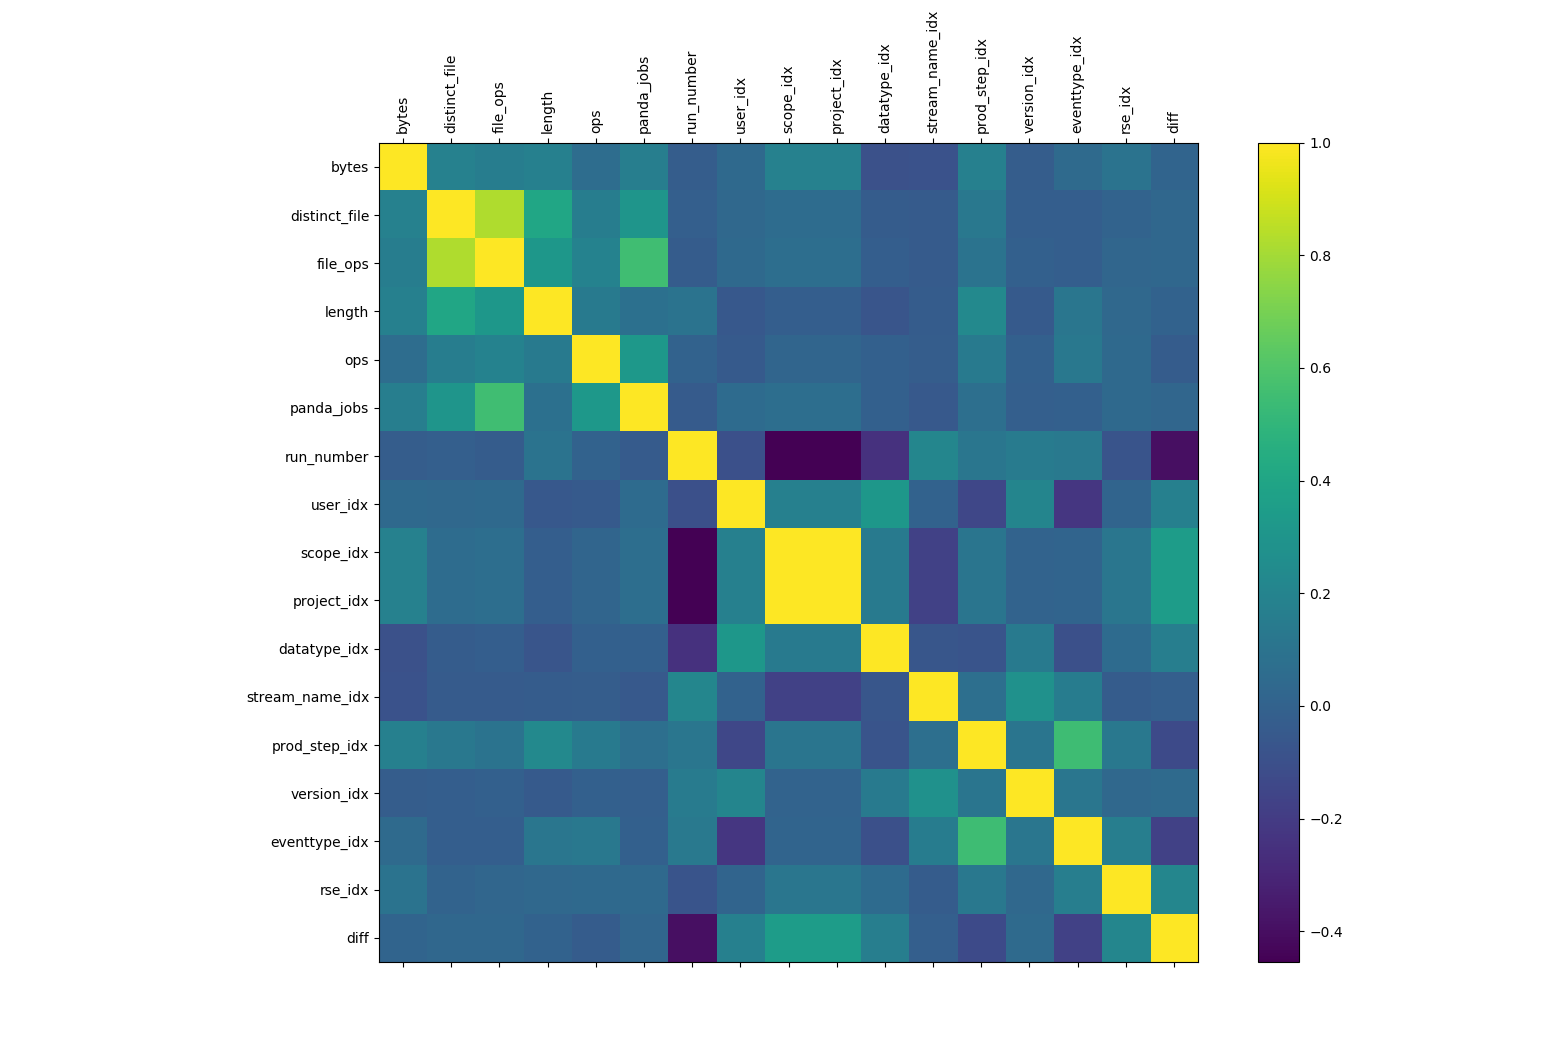 bytes
distinct_file
file_ops
length
ops
panda_jobs
run_number
user_idx
scope_idx
project_idx
datatype_idx
stream_name_idx
prod_step_idx
version_idx
eventtype_idx
rse_idx
diff
bytes
distinct_file
file_ops
length
ops
panda_jobs
run_number
user_idx
scope_idx
project_idx
datatype_idx
stream_name_idx
prod_step_idx
version_idx
eventtype_idx
rse_idx
diff
1.0
0.8
0.6
0.4
0.2
0.0
−0.2
−0.4